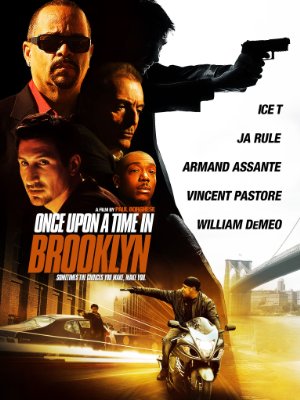 ICE T
JA RULE
ARMAND ASSANTE
VINCENT PASTORE
WILLIAM DeMEO
A FILM BY PAUL BORGHESE
ONCE UPON A TIME IN
BROOKLYN
SOMETIMES THE CHOICES YOU MAKE, MAKE YOU.